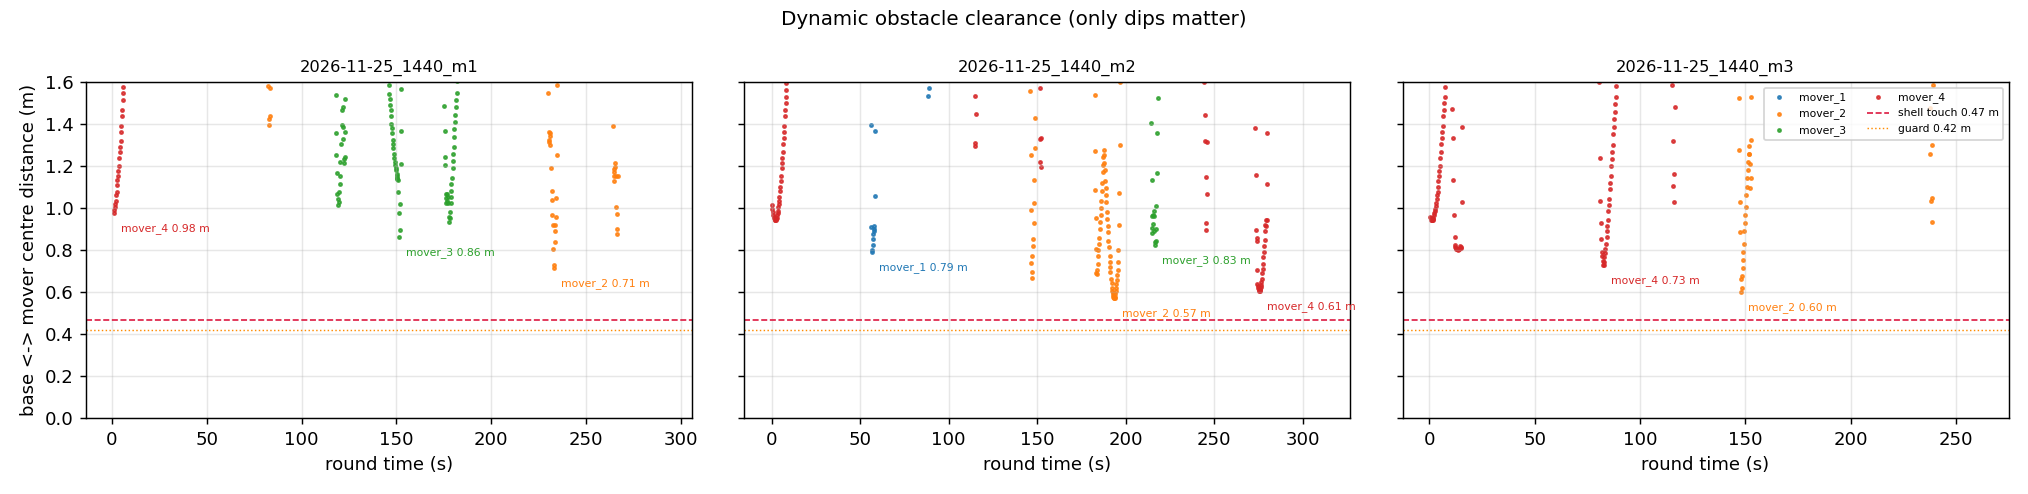 Dynamic obstacle clearance (only dips matter)
2026-11-25_1440_m1
2026-11-25_1440_m2
2026-11-25_1440_m3
base <-> mover centre distance (m)
1.6
1.4
1.2
1.0
0.8
0.6
0.4
0.2
0.0
mover_4 0.98 m
mover_3 0.86 m
mover_2 0.71 m
0 50 100 150 200 250 300
round time (s)
mover_1 0.79 m
mover_2 0.57 m
mover_3 0.83 m
mover_4 0.61 m
0 50 100 150 200 250 300
round time (s)
mover_1
mover_2
mover_3
mover_4
shell touch 0.47 m
guard 0.42 m
mover_4 0.73 m
mover_2 0.60 m
0 50 100 150 200 250
round time (s)